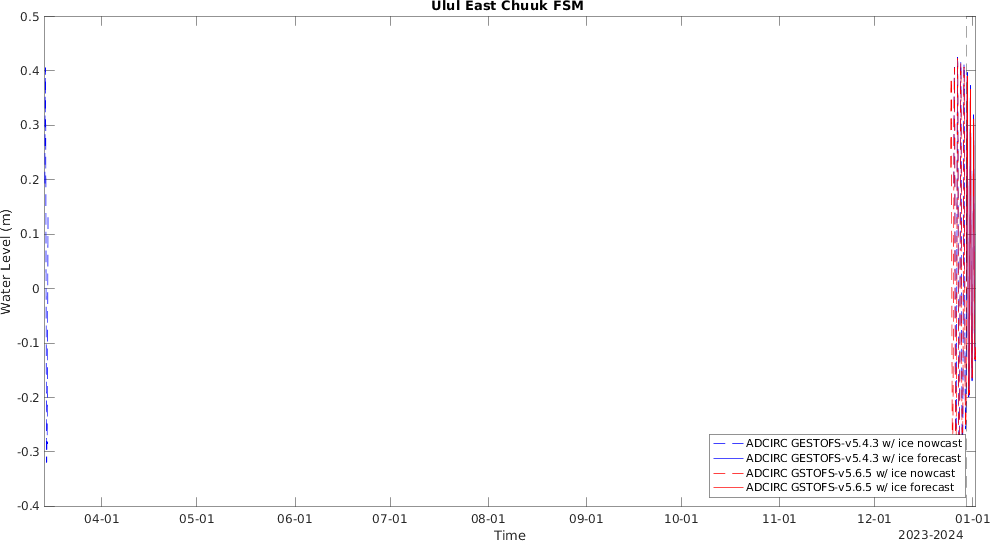 Ulul East Chuuk FSM
0.5
0.4
0.3
0.2
0.1
0
-0.1
-0.2
-0.3
-0.4
Water Level (m)
ADCIRC GESTOFS-v5.4.3 w/ ice nowcast
ADCIRC GESTOFS-v5.4.3 w/ ice forecast
ADCIRC GSTOFS-v5.6.5 w/ ice nowcast
ADCIRC GSTOFS-v5.6.5 w/ ice forecast
04-01 05-01 06-01 07-01 08-01 09-01 10-01 11-01 12-01 01-01
Time
2023-2024